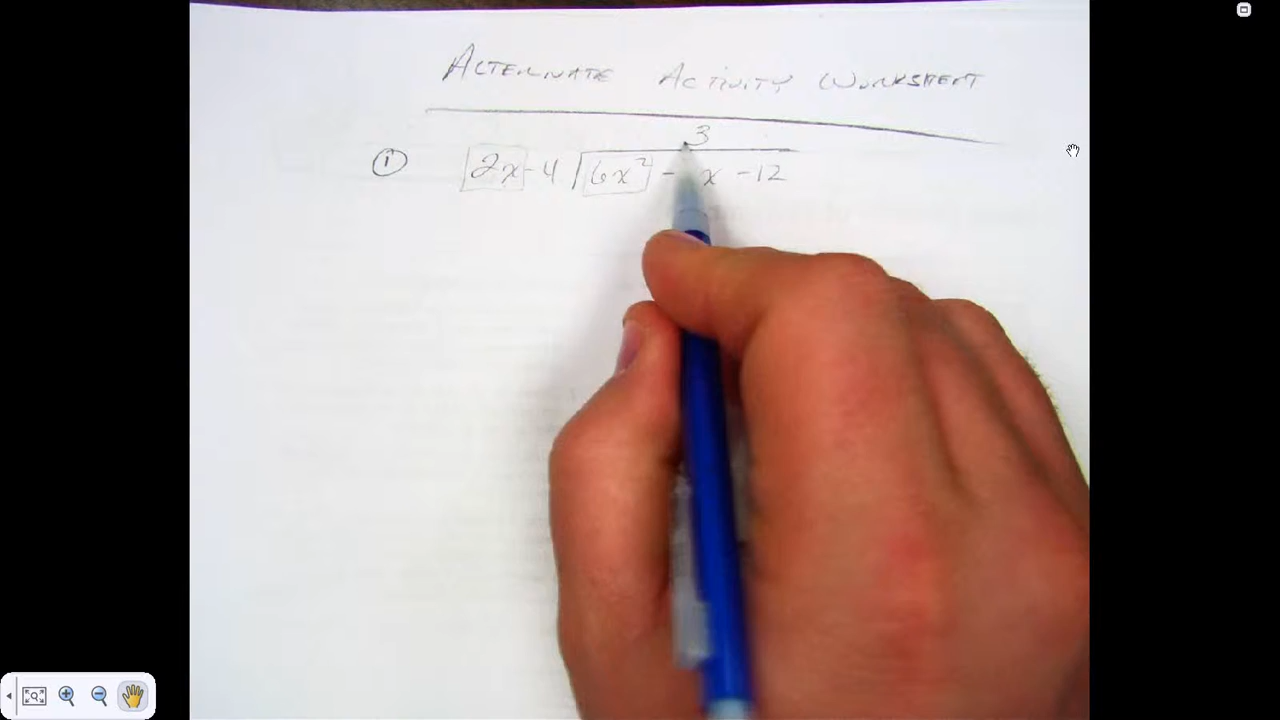 ALTERNATE ACTIVITY WORKSHEET
3
① 2x-4 6x² - x -12